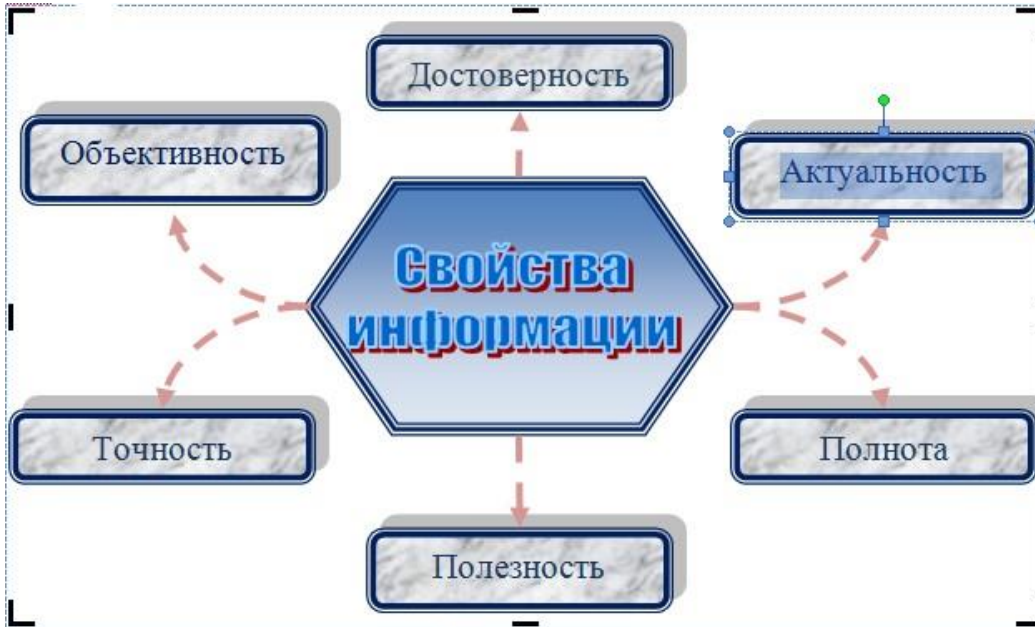 Достоверность
Объективность
Актуальность
Свойства
информации
Точность
Полнота
Полезность